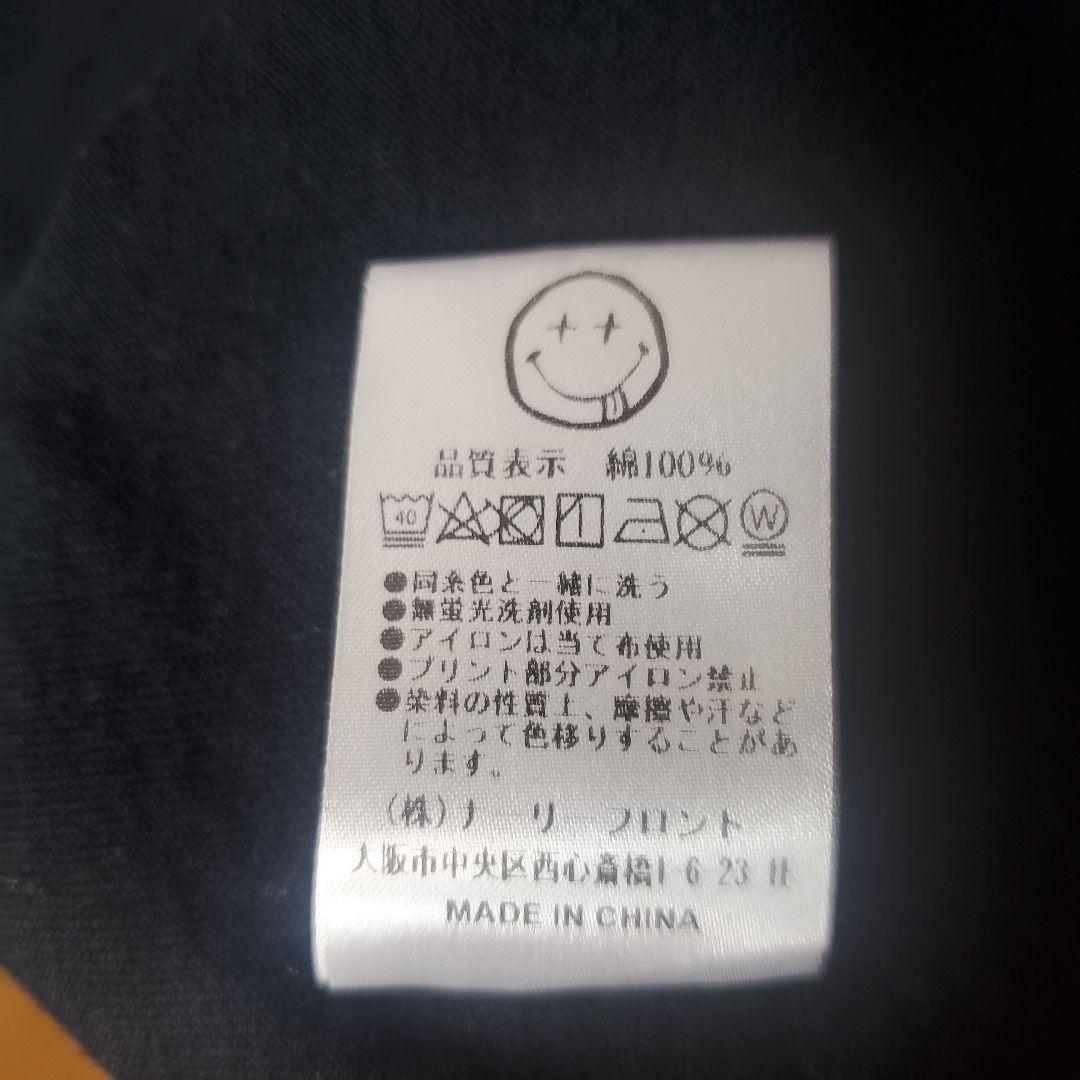 品質表示 綿100%
40 W
●同系色と一緒に洗う
●無蛍光洗剤使用
●アイロンは当て布使用
●プリント部分アイロン禁止
●染料の性質上、摩擦や汗など
によって色移りすることがあ
ります。
(株)ナーリーフロント
大阪市中央区西心斎橋1-6-23 1F
MADE IN CHINA